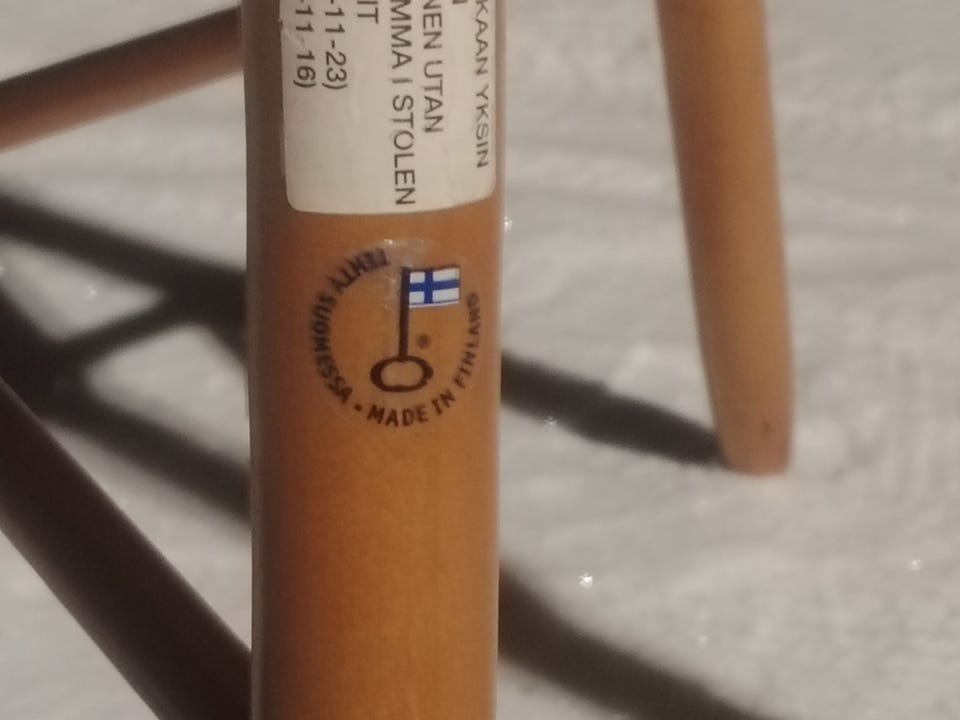 KAAN YKSIN
N
NEN UTAN
MMA I STOLEN
IT
-11-23)
-11-16)
TEHTY SUOMESSA • MADE IN FINLAND
®